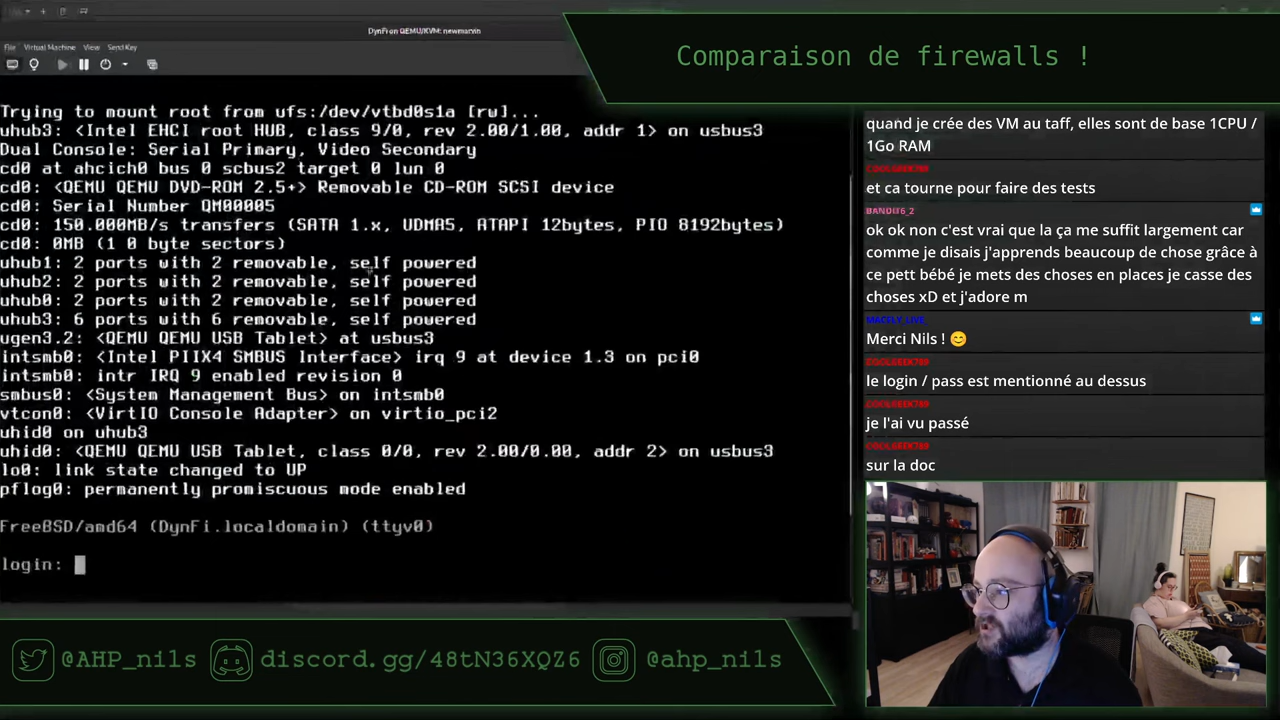 DynFi on QEMU/KVM: newmarvin
File Virtual Machine View Send Key
Comparaison de firewalls !
Trying to mount root from ufs:/dev/vtbd0s1a [rw]...
uhub3: <Intel EHCI root HUB, class 9/0, rev 2.00/1.00, addr 1> on usbus3
Dual Console: Serial Primary, Video Secondary
cd0 at ahcich0 bus 0 scbus2 target 0 lun 0
cd0: <QEMU QEMU DVD-ROM 2.5+> Removable CD-ROM SCSI device
cd0: Serial Number QM00005
cd0: 150.000MB/s transfers (SATA 1.x, UDMA5, ATAPI 12bytes, PIO 8192bytes)
cd0: 0MB (1 0 byte sectors)
uhub1: 2 ports with 2 removable, self powered
uhub2: 2 ports with 2 removable, self powered
uhub0: 2 ports with 2 removable, self powered
uhub3: 6 ports with 6 removable, self powered
ugen3.2: <QEMU QEMU USB Tablet> at usbus3
intsmb0: <Intel PIIX4 SMBUS Interface> irq 9 at device 1.3 on pci0
intsmb0: intr IRQ 9 enabled revision 0
smbus0: <System Management Bus> on intsmb0
vtcon0: <VirtIO Console Adapter> on virtio_pci2
uhid0 on uhub3
uhid0: <QEMU QEMU USB Tablet, class 0/0, rev 2.00/0.00, addr 2> on usbus3
lo0: link state changed to UP
pflog0: permanently promiscuous mode enabled
FreeBSD/amd64 (DynFi.localdomain) (ttyv0)
login:
quand je crée des VM au taff, elles sont de base 1CPU /
1Go RAM
COOLGEEK789
et ca tourne pour faire des tests
BANDIT6_2
ok ok non c'est vrai que la ça me suffit largement car
comme je disais j'apprends beaucoup de chose grâce à
ce pett bébé je mets des choses en places je casse des
choses xD et j'adore m
MACELX_LIVE_
Merci Nils ! 😊
COOLGEEK789
le login / pass est mentionné au dessus
COOLGEEK789
je l'ai vu passé
COOLGEEK789
sur la doc
@AHP_nils
discord.gg/48tN36XQZ6
@ahp_nils